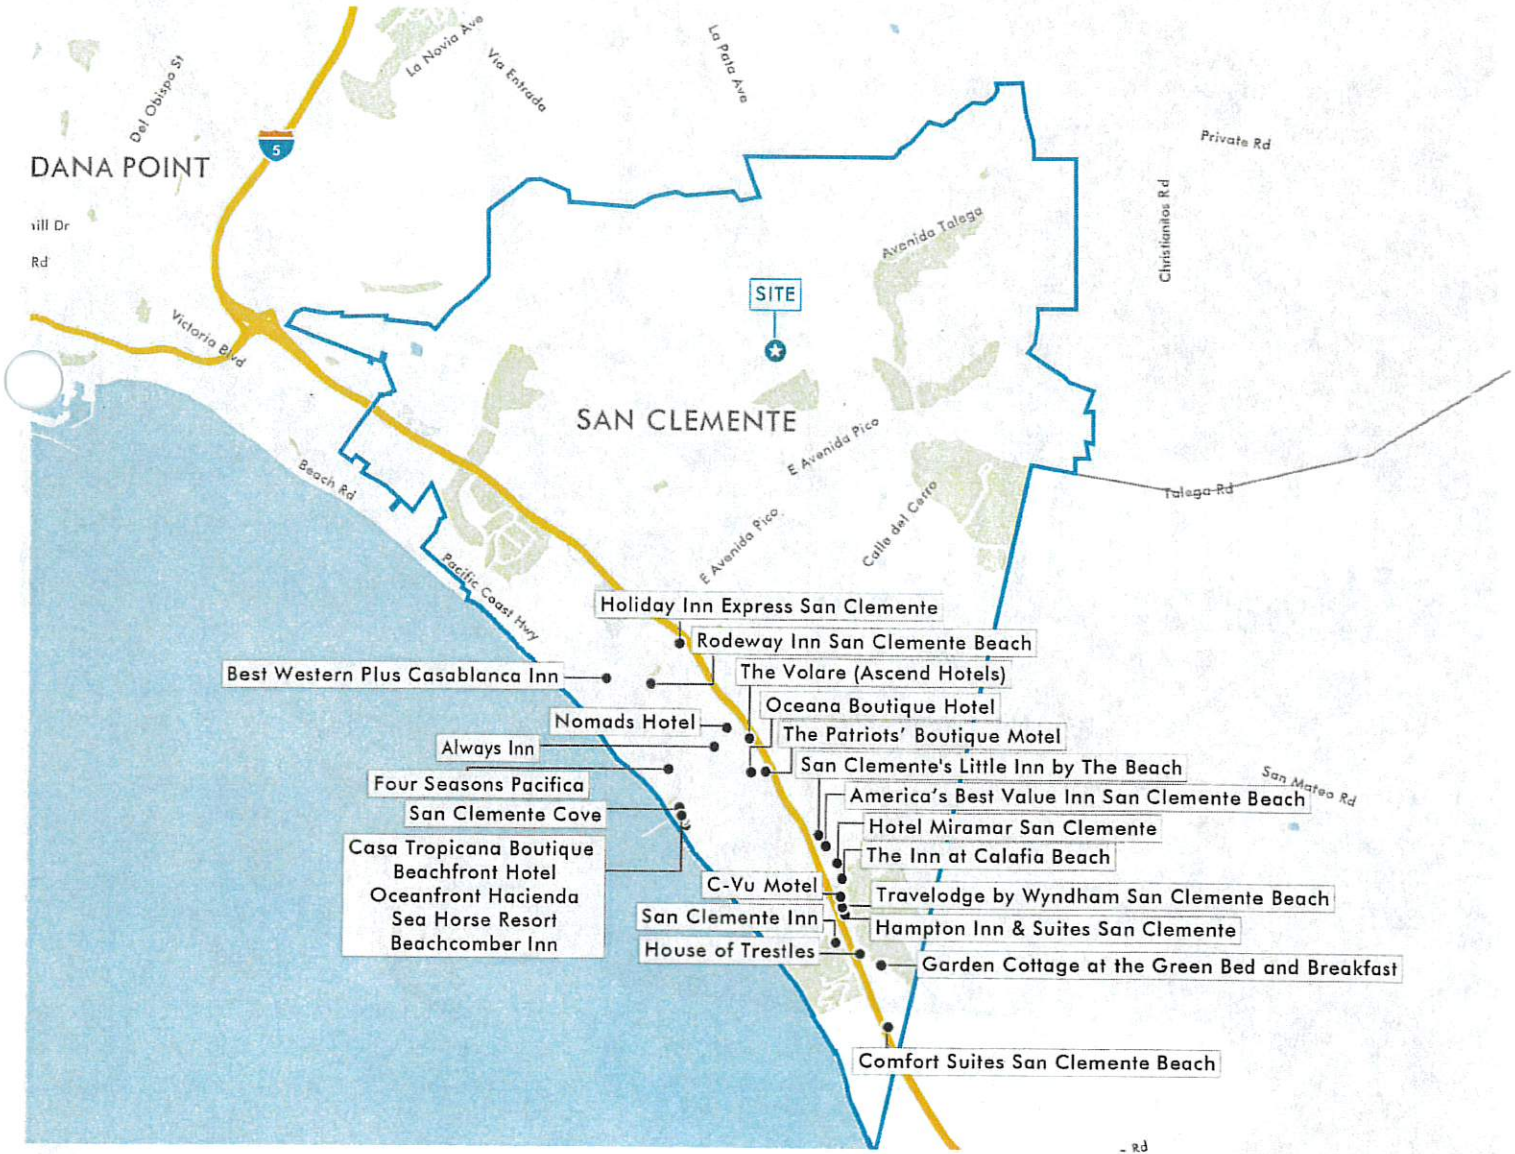 La Novia Ave
Via Entrada
La Pata Ave
Del Obispo St
5
Private Rd
DANA POINT
Christianitos Rd
ill Dr
Avenida Talega
Rd
SITE
Victoria Blvd
SAN CLEMENTE
E Avenida Pico
Beach Rd
Talega Rd
Calle del Cerro
E Avenida Pico
Pacific Coast Hwy
Holiday Inn Express San Clemente
Rodeway Inn San Clemente Beach
Best Western Plus Casablanca Inn
The Volare (Ascend Hotels)
Oceana Boutique Hotel
Nomads Hotel
The Patriots' Boutique Motel
Always Inn
San Clemente's Little Inn by The Beach
San Mateo Rd
Four Seasons Pacifica
America's Best Value Inn San Clemente Beach
San Clemente Cove
Hotel Miramar San Clemente
Casa Tropicana Boutique
Beachfront Hotel
Oceanfront Hacienda
Sea Horse Resort
Beachcomber Inn
The Inn at Calafia Beach
C-Vu Motel
Travelodge by Wyndham San Clemente Beach
San Clemente Inn
Hampton Inn & Suites San Clemente
House of Trestles
Garden Cottage at the Green Bed and Breakfast
Comfort Suites San Clemente Beach
Rd